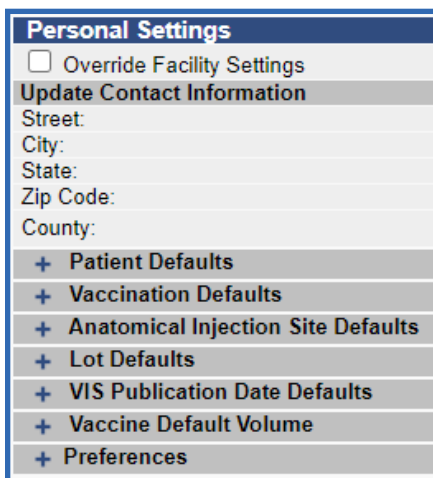 Personal Settings
Override Facility Settings
Update Contact Information
Street:
City:
State:
Zip Code:
County:
+ Patient Defaults
+ Vaccination Defaults
+ Anatomical Injection Site Defaults
+ Lot Defaults
+ VIS Publication Date Defaults
+ Vaccine Default Volume
+ Preferences